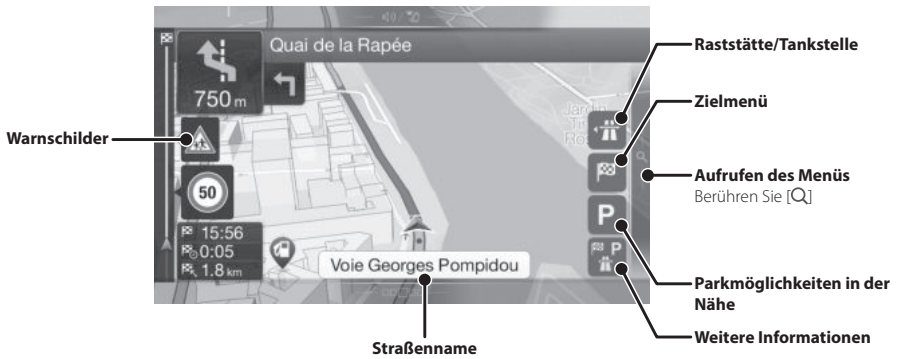 Quai de la Rapée
750 m
50
15:56
0:05
1.8 km
Voie Georges Pompidou
P
P
Warnschilder
Raststätte/Tankstelle
Zielmenü
Aufrufen des Menüs
Berühren Sie []
Parkmöglichkeiten in der
Nähe
Weitere Informationen
Straßenname